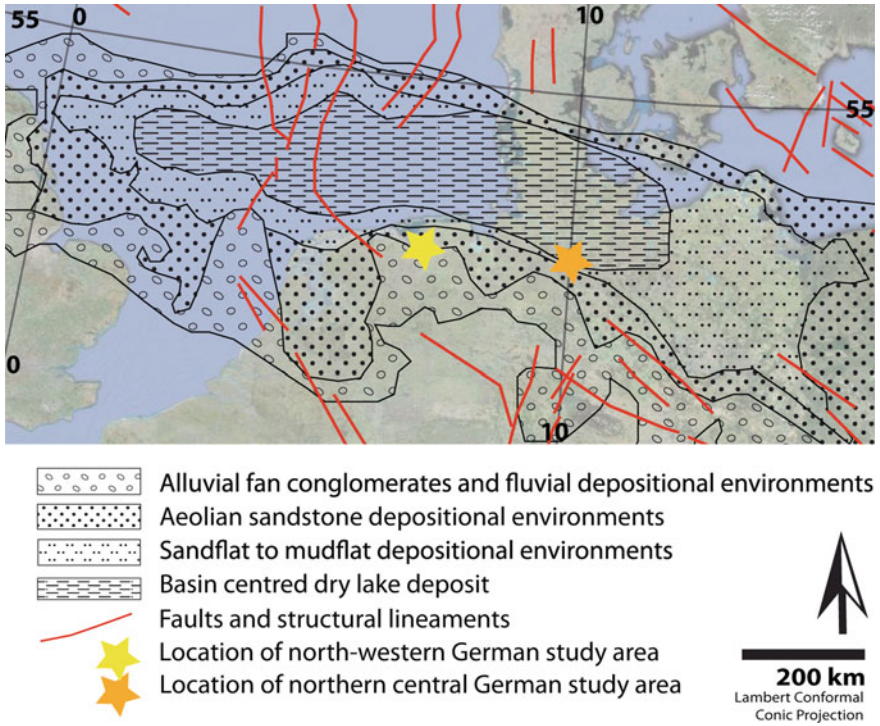 55
0
10
55
0
10
Alluvial fan conglomerates and fluvial depositional environments
Aeolian sandstone depositional environments
Sandflat to mudflat depositional environments
Basin centred dry lake deposit
Faults and structural lineaments
Location of north-western German study area
Location of northern central German study area
200 km
Lambert Conformal
Conic Projection